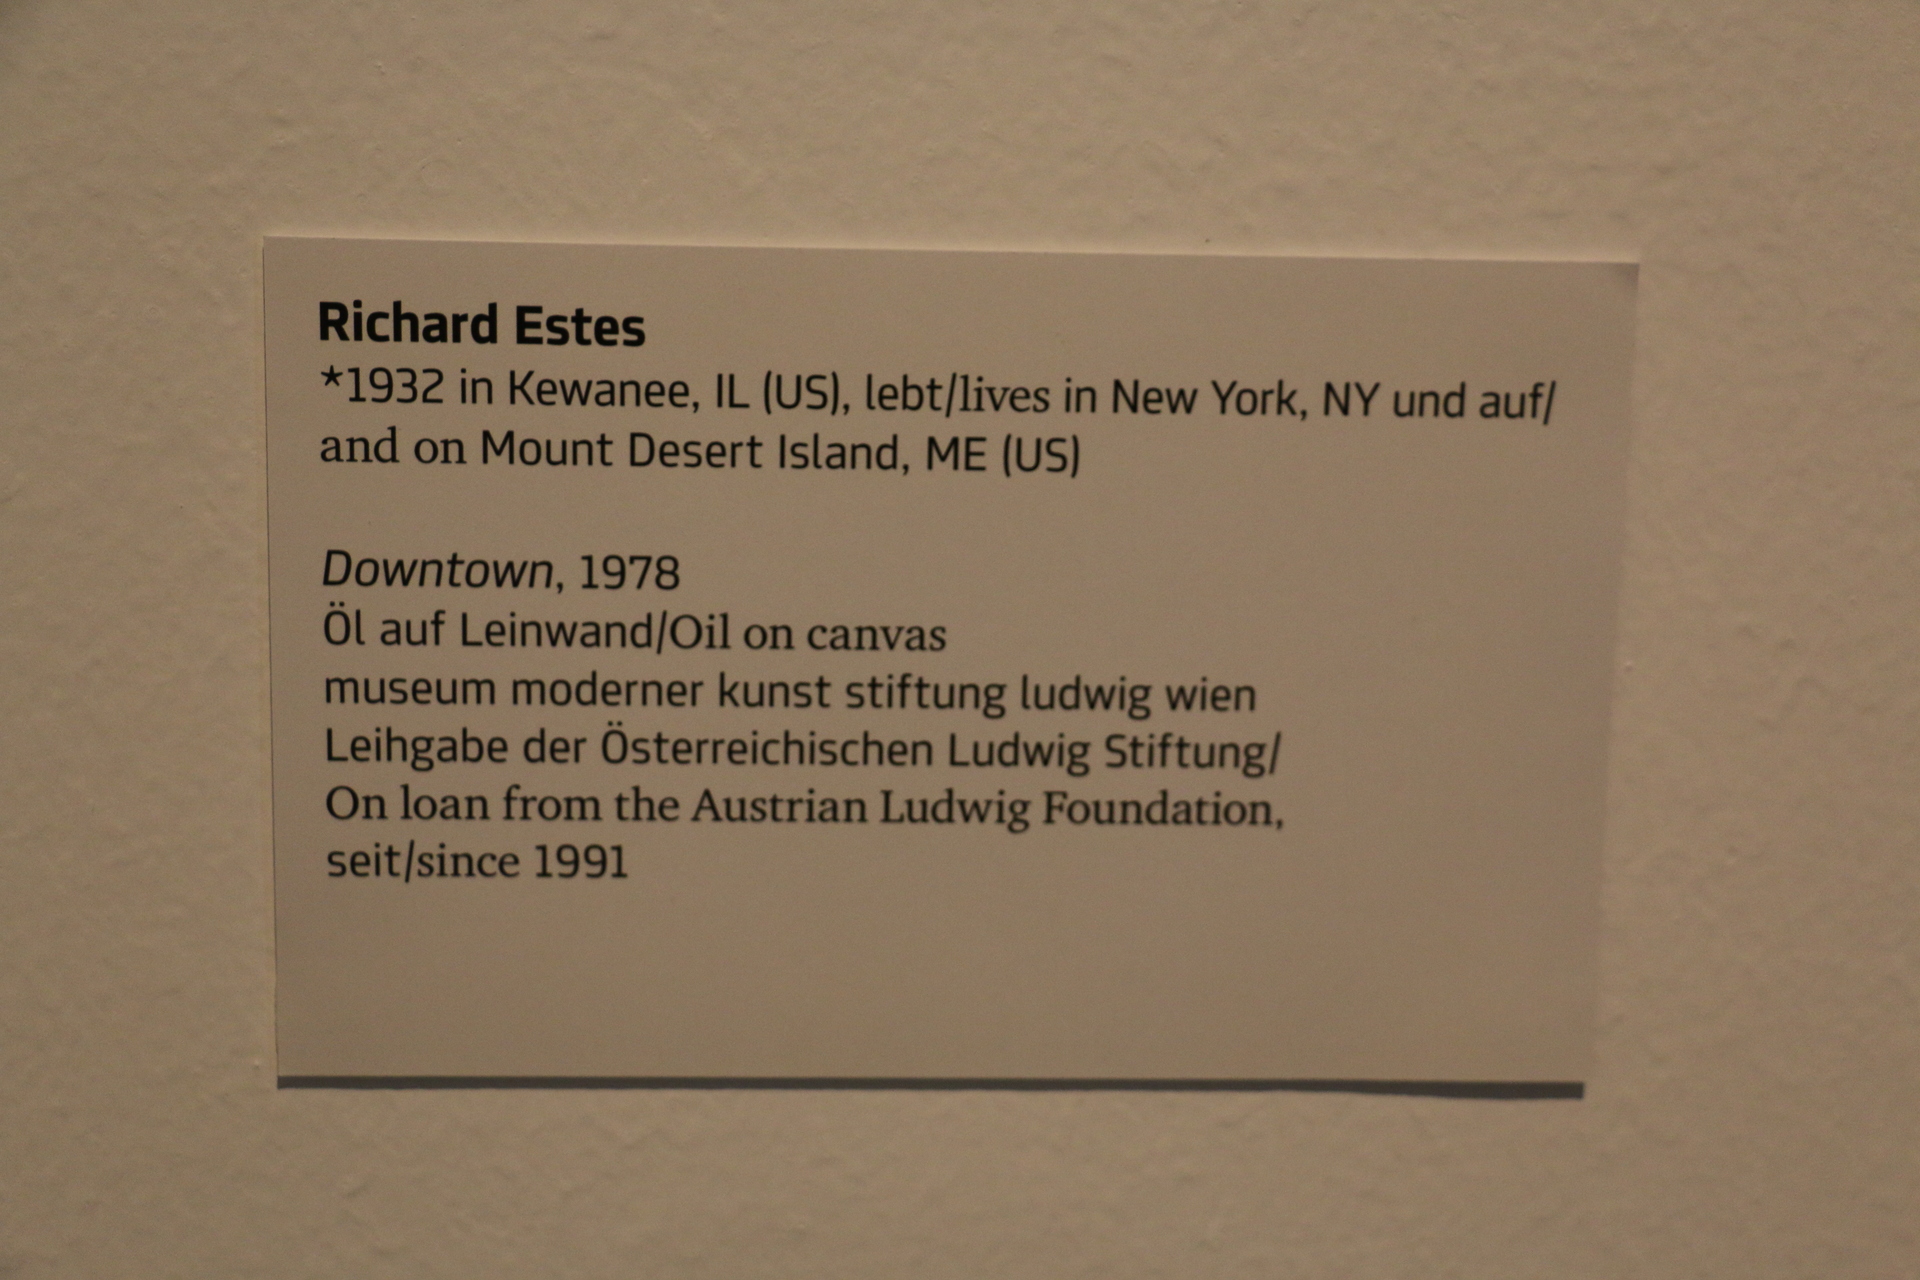 Richard Estes
*1932 in Kewanee, IL (US), lebt/lives in New York, NY und auf/
and on Mount Desert Island, ME (US)
Downtown, 1978
Öl auf Leinwand/Oil on canvas
museum moderner kunst stiftung ludwig wien
Leihgabe der Österreichischen Ludwig Stiftung/
On loan from the Austrian Ludwig Foundation,
seit/since 1991